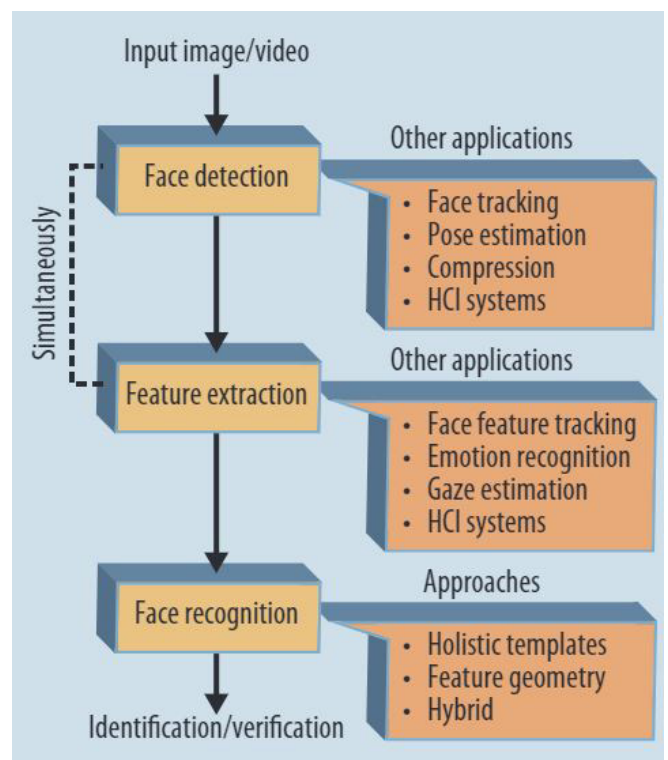 Input image/video
Face detection
Other applications
• Face tracking
• Pose estimation
• Compression
• HCI systems
Simultaneously
Feature extraction
Other applications
• Face feature tracking
• Emotion recognition
• Gaze estimation
• HCI systems
Face recognition
Approaches
• Holistic templates
• Feature geometry
• Hybrid
Identification/verification